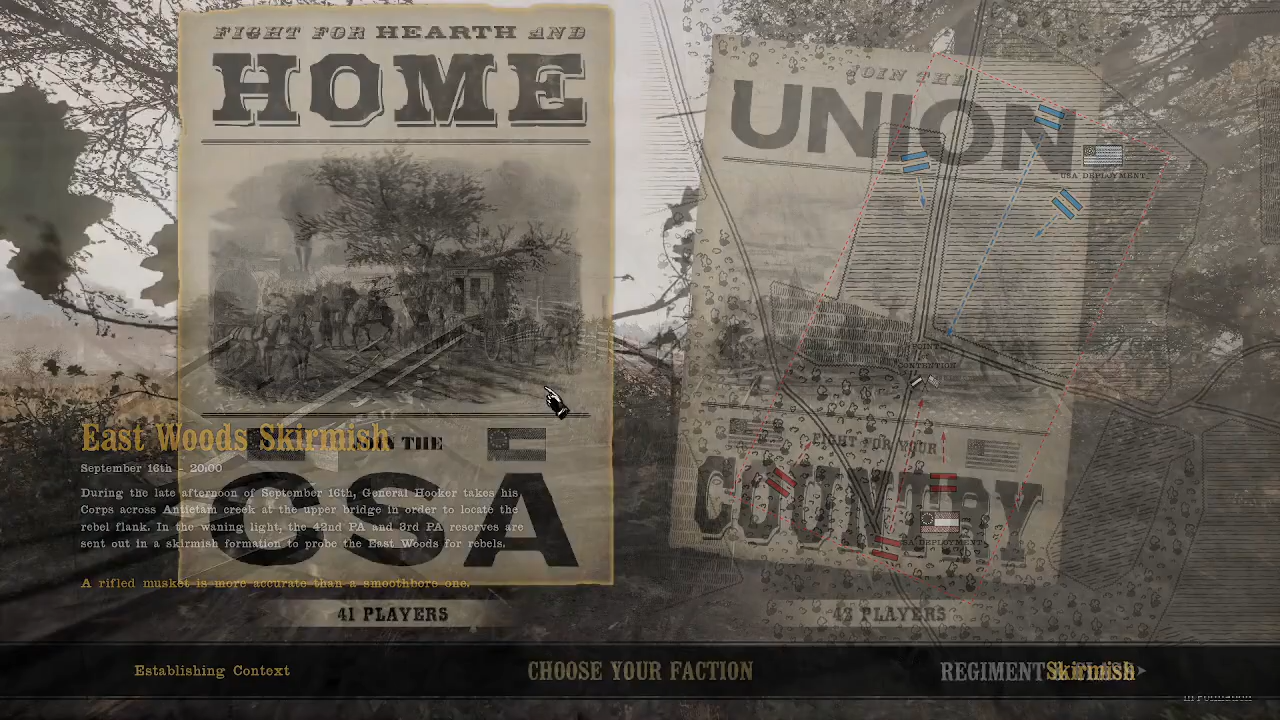 FIGHT FOR HEARTH AND
HOME
JOIN THE
UNION
USA DEPLOYMENT
POINT
CONTENTION
FIGHT FOR YOUR
COUNTRY
DEPLOYMENT
THE
CSA
East Woods Skirmish
September 16th - 20:00
During the late afternoon of September 16th, General Hooker takes his
Corps across Antietam creek at the upper bridge in order to locate the
rebel flank. In the waning light, the 42nd PA and 3rd PA reserves are
sent out in a skirmish formation to probe the East Woods for rebels.
A rifled musket is more accurate than a smoothbore one.
41 PLAYERS
42 PLAYERS
Establishing Context
CHOOSE YOUR FACTION
REGIMENT
Skirmish